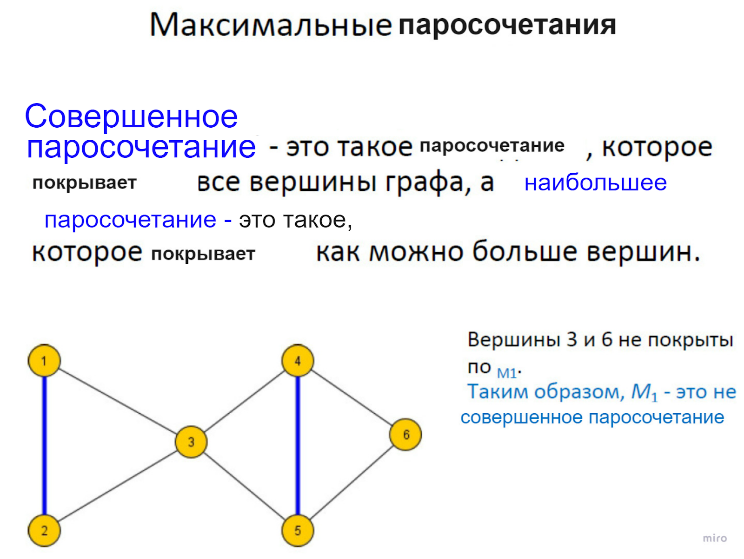 Максимальные паросочетания
Совершенное
паросочетание - это такое паросочетание , которое
покрывает все вершины графа, а наибольшее
паросочетание - это такое,
которое покрывает как можно больше вершин.
Вершины 3 и 6 не покрыты
по M1.
Таким образом, M1 - это не
совершенное паросочетание
1
4
3
6
2
5
miro